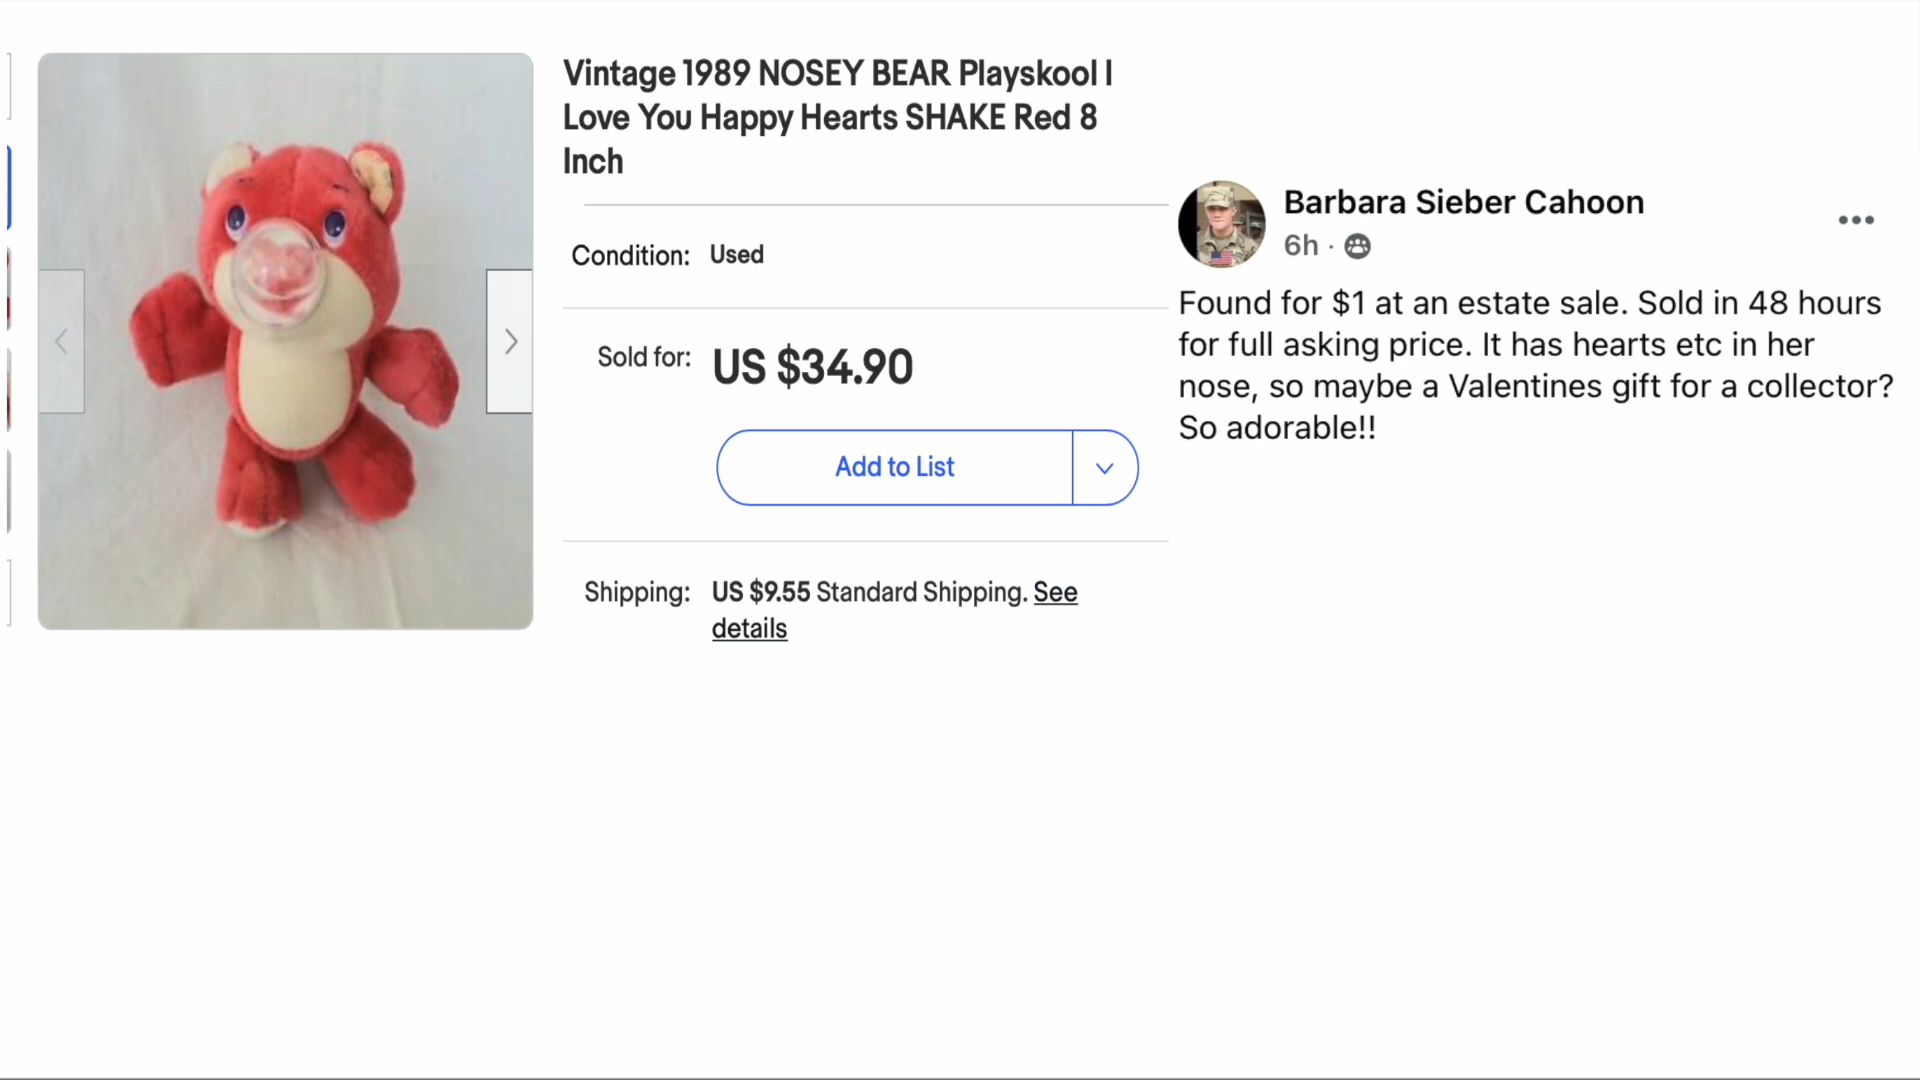 Vintage 1989 NOSEY BEAR Playskool I
Love You Happy Hearts SHAKE Red 8
Inch
Condition: Used
Sold for: US $34.90
Add to List
Shipping: US $9.55 Standard Shipping. See
details
Barbara Sieber Cahoon
6h ·
Found for $1 at an estate sale. Sold in 48 hours
for full asking price. It has hearts etc in her
nose, so maybe a Valentines gift for a collector?
So adorable!!